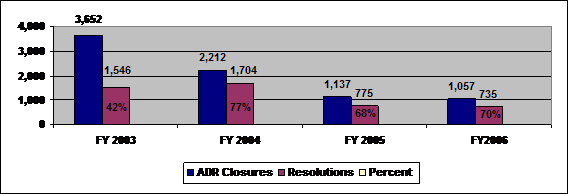 4,000
3,000
2,000
1,000
0
3,652
1,546
42%
2,212
1,704
77%
1,137
775
68%
1,057
735
70%
FY 2003
FY 2004
FY 2005
FY2006
ADR Closures
Resolutions
Percent